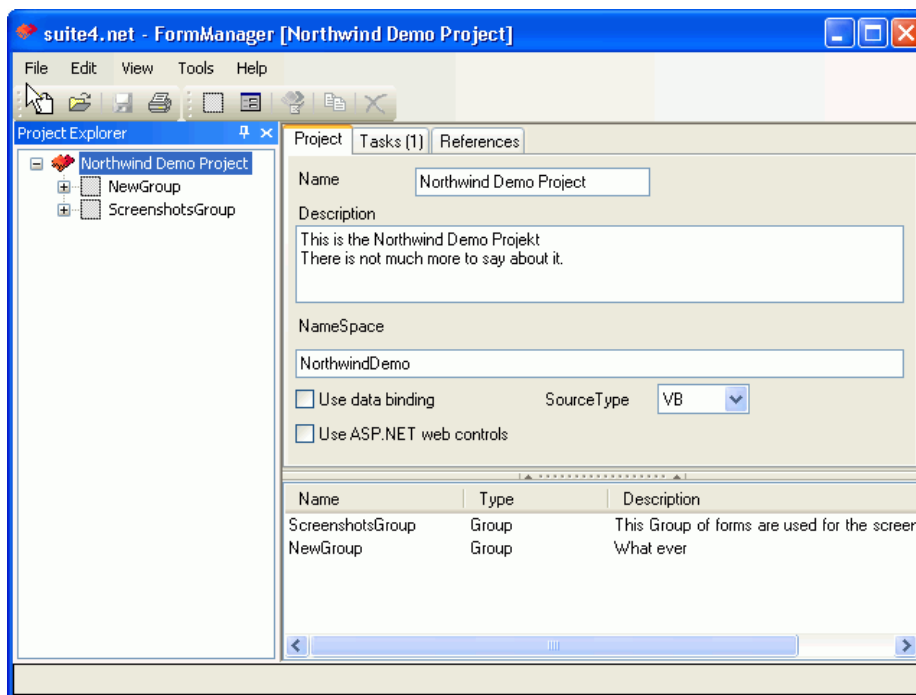 suite4.net - FormManager [Northwind Demo Project]
File Edit View Tools Help
Project Explorer
Northwind Demo Project
NewGroup
ScreenshotsGroup
Project Tasks (1) References
Name Northwind Demo Project
Description
This is the Northwind Demo Projekt
There is not much more to say about it.
NameSpace
NorthwindDemo
Use data binding SourceType VB
Use ASP.NET web controls
Name Type Description
ScreenshotsGroup Group This Group of forms are used for the screen
NewGroup Group What ever